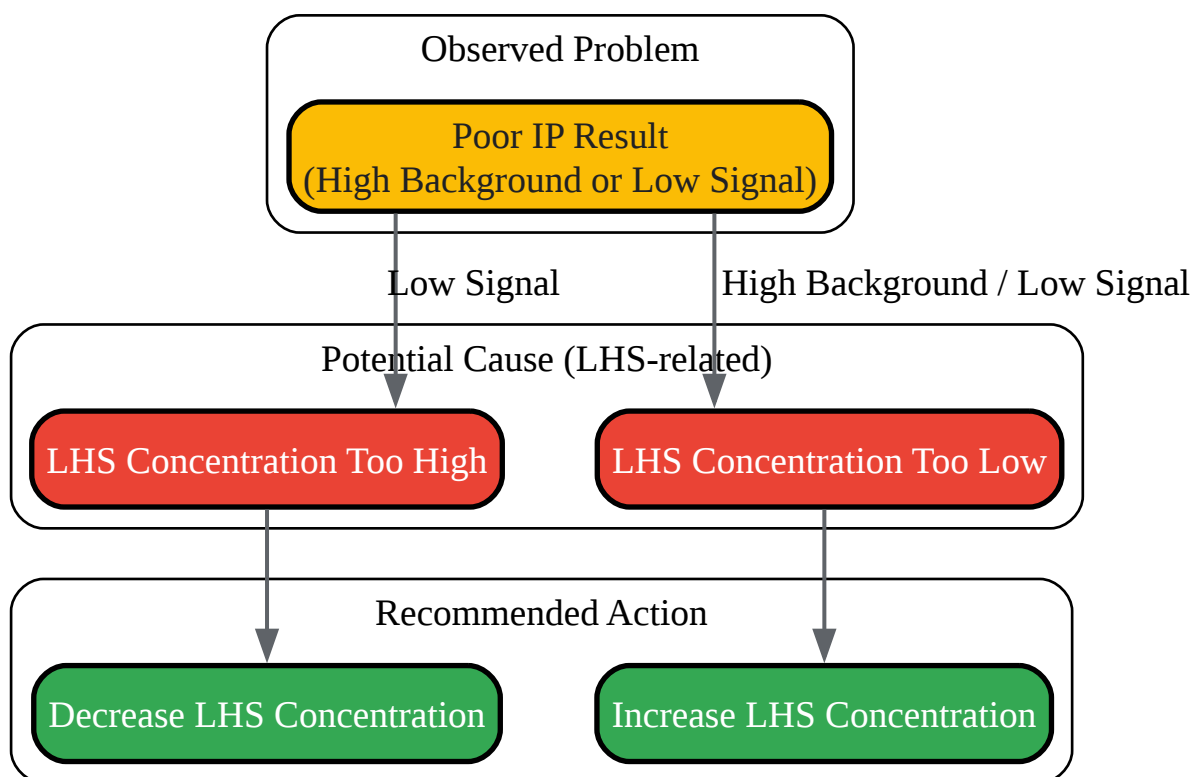 Observed Problem
Poor IP Result
(High Background or Low Signal)
Low Signal
High Background / Low Signal
Potential Cause (LHS-related)
LHS Concentration Too High
LHS Concentration Too Low
Recommended Action
Decrease LHS Concentration
Increase LHS Concentration